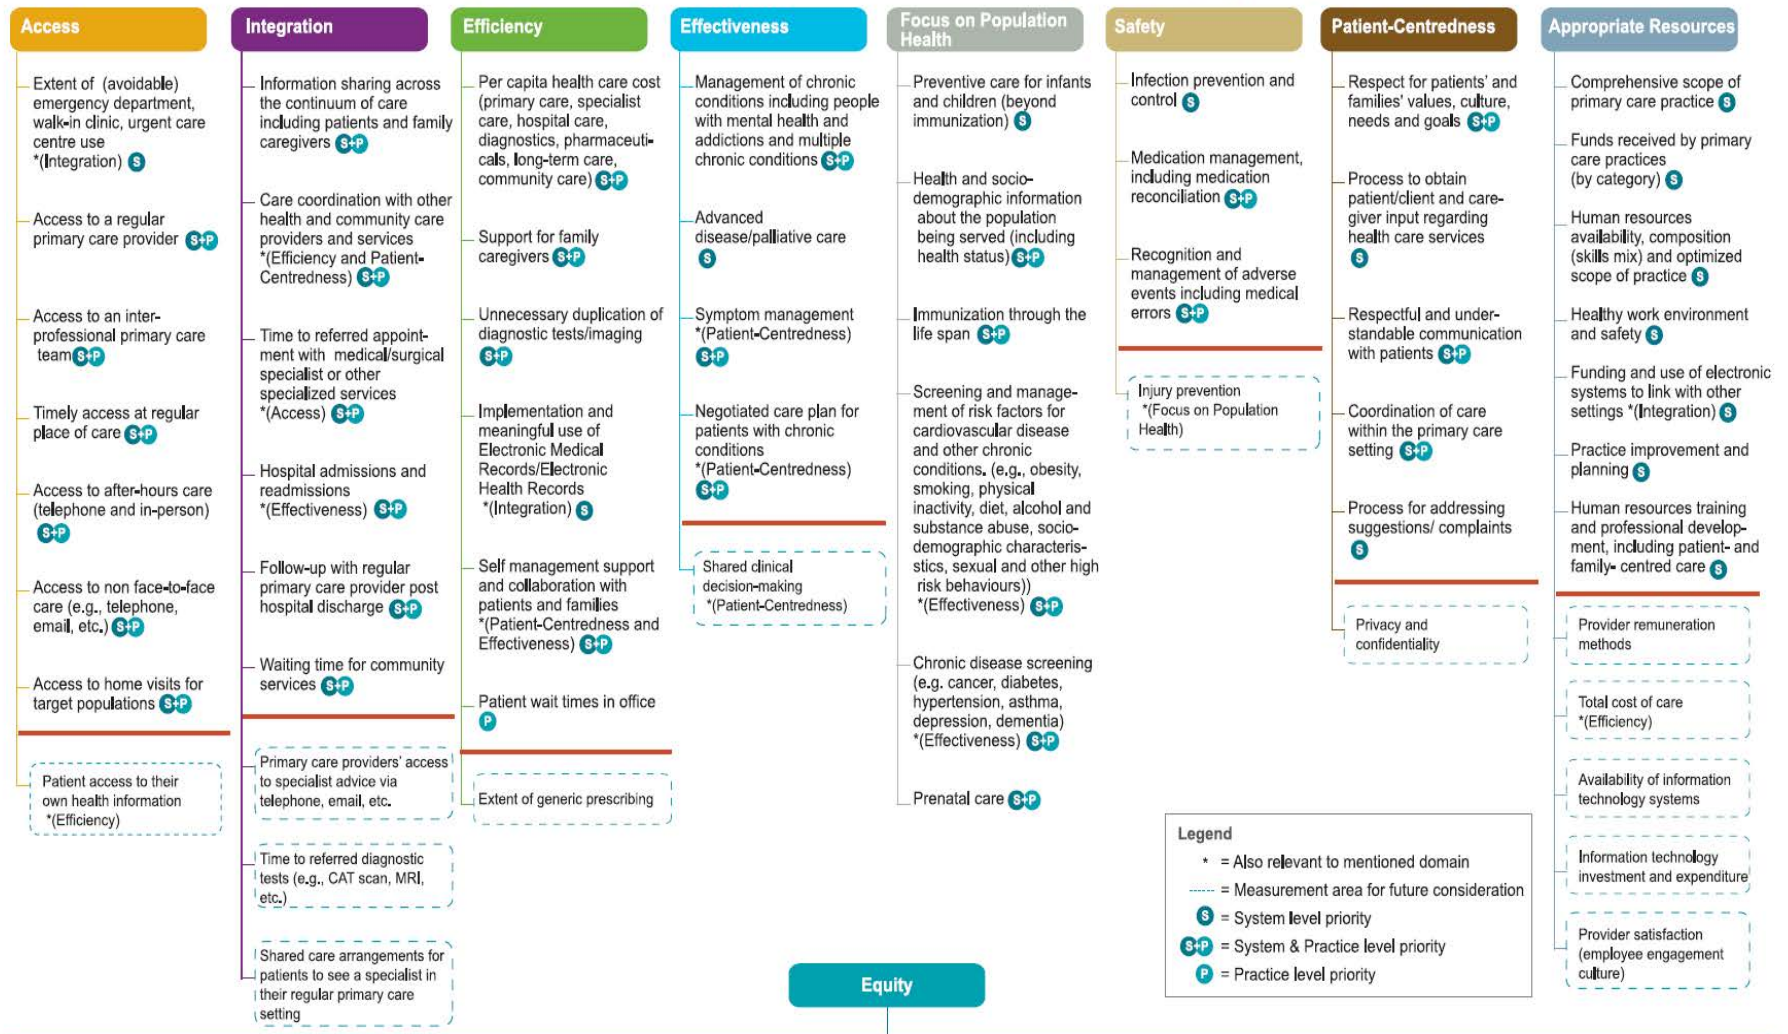 Access
Extent of (avoidable)
emergency department,
walk-in clinic, urgent care
centre use
*(Integration) S
Access to a regular
primary care provider S+P
Access to an inter-
professional primary care
team S+P
Timely access at regular
place of care S+P
Access to after-hours care
(telephone and in-person)
S+P
Access to non face-to-face
care (e.g., telephone,
email, etc.) S+P
Access to home visits for
target populations S+P
Patient access to their
own health information
*(Efficiency)
Integration
Information sharing across
the continuum of care
including patients and family
caregivers S+P
Care coordination with other
health and community care
providers and services
*(Efficiency and Patient-
Centredness) S+P
Time to referred appoint-
ment with medical/surgical
specialist or other
specialized services
*(Access) S+P
Hospital admissions and
readmissions
*(Effectiveness) S+P
Follow-up with regular
primary care provider post
hospital discharge S+P
Waiting time for community
services S+P
Primary care providers' access
to specialist advice via
telephone, email, etc.
Time to referred diagnostic
tests (e.g., CAT scan, MRI,
etc.)
Shared care arrangements for
patients to see a specialist in
their regular primary care
setting
Efficiency
Per capita health care cost
(primary care, specialist
care, hospital care,
diagnostics, pharmaceuti-
cals, long-term care,
community care) S+P
Support for family
caregivers S+P
Unnecessary duplication of
diagnostic tests/imaging
S+P
Implementation and
meaningful use of
Electronic Medical
Records/Electronic
Health Records
*(Integration) S
Self management support
and collaboration with
patients and families
*(Patient-Centredness and
Effectiveness) S+P
Patient wait times in office
P
Extent of generic prescribing
Effectiveness
Management of chronic
conditions including people
with mental health and
addictions and multiple
chronic conditions S+P
Advanced
disease/palliative care
S
Symptom management
*(Patient-Centredness)
S+P
Negotiated care plan for
patients with chronic
conditions
*(Patient-Centredness)
S+P
Shared clinical
decision-making
*(Patient-Centredness)
Focus on Population
Health
Preventive care for infants
and children (beyond
immunization) S
Health and socio-
demographic information
about the population
being served (including
health status) S+P
Immunization through the
life span S+P
Screening and manage-
ment of risk factors for
cardiovascular disease
and other chronic
conditions. (e.g., obesity,
smoking, physical
inactivity, diet, alcohol and
substance abuse, socio-
demographic characteris-
stics, sexual and other high
risk behaviours))
*(Effectiveness) S+P
Chronic disease screening
(e.g. cancer, diabetes,
hypertension, asthma,
depression, dementia)
*(Effectiveness) S+P
Prenatal care S+P
Safety
Infection prevention and
control S
Medication management,
including medication
reconciliation S+P
Recognition and
management of adverse
events including medical
errors S+P
Injury prevention
*(Focus on Population
Health)
Patient-Centredness
Respect for patients' and
families' values, culture,
needs and goals S+P
Process to obtain
patient/client and care-
giver input regarding
health care services
S
Respectful and under-
standable communication
with patients S+P
Coordination of care
within the primary care
setting S+P
Process for addressing
suggestions/ complaints
S
Privacy and
confidentiality
Appropriate Resources
Comprehensive scope of
primary care practice S
Funds received by primary
care practices
(by category) S
Human resources
availability, composition
(skills mix) and optimized
scope of practice S
Healthy work environment
and safety S
Funding and use of electronic
systems to link with other
settings *(Integration) S
Practice improvement and
planning S
Human resources training
and professional develop-
ment, including patient- and
family- centred care S
Provider remuneration
methods
Total cost of care
*(Efficiency)
Availability of information
technology systems
Information technology
investment and expenditure
Provider satisfaction
(employee engagement
culture)
Legend
* = Also relevant to mentioned domain
= Measurement area for future consideration
S = System level priority
S+P = System & Practice level priority
P = Practice level priority
Equity